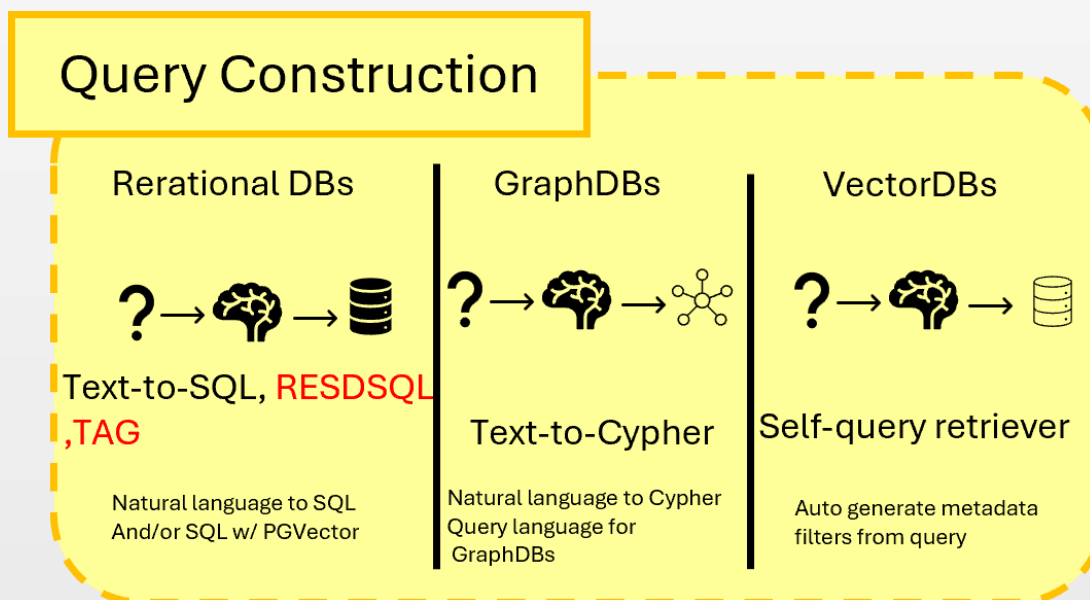 Query Construction
Rerational DBs
Text-to-SQL, RESDSQL
,TAG
Natural language to SQL
And/or SQL w/ PGVector
GraphDBs
Text-to-Cypher
Natural language to Cypher
Query language for
GraphDBs
VectorDBs
Self-query retriever
Auto generate metadata
filters from query